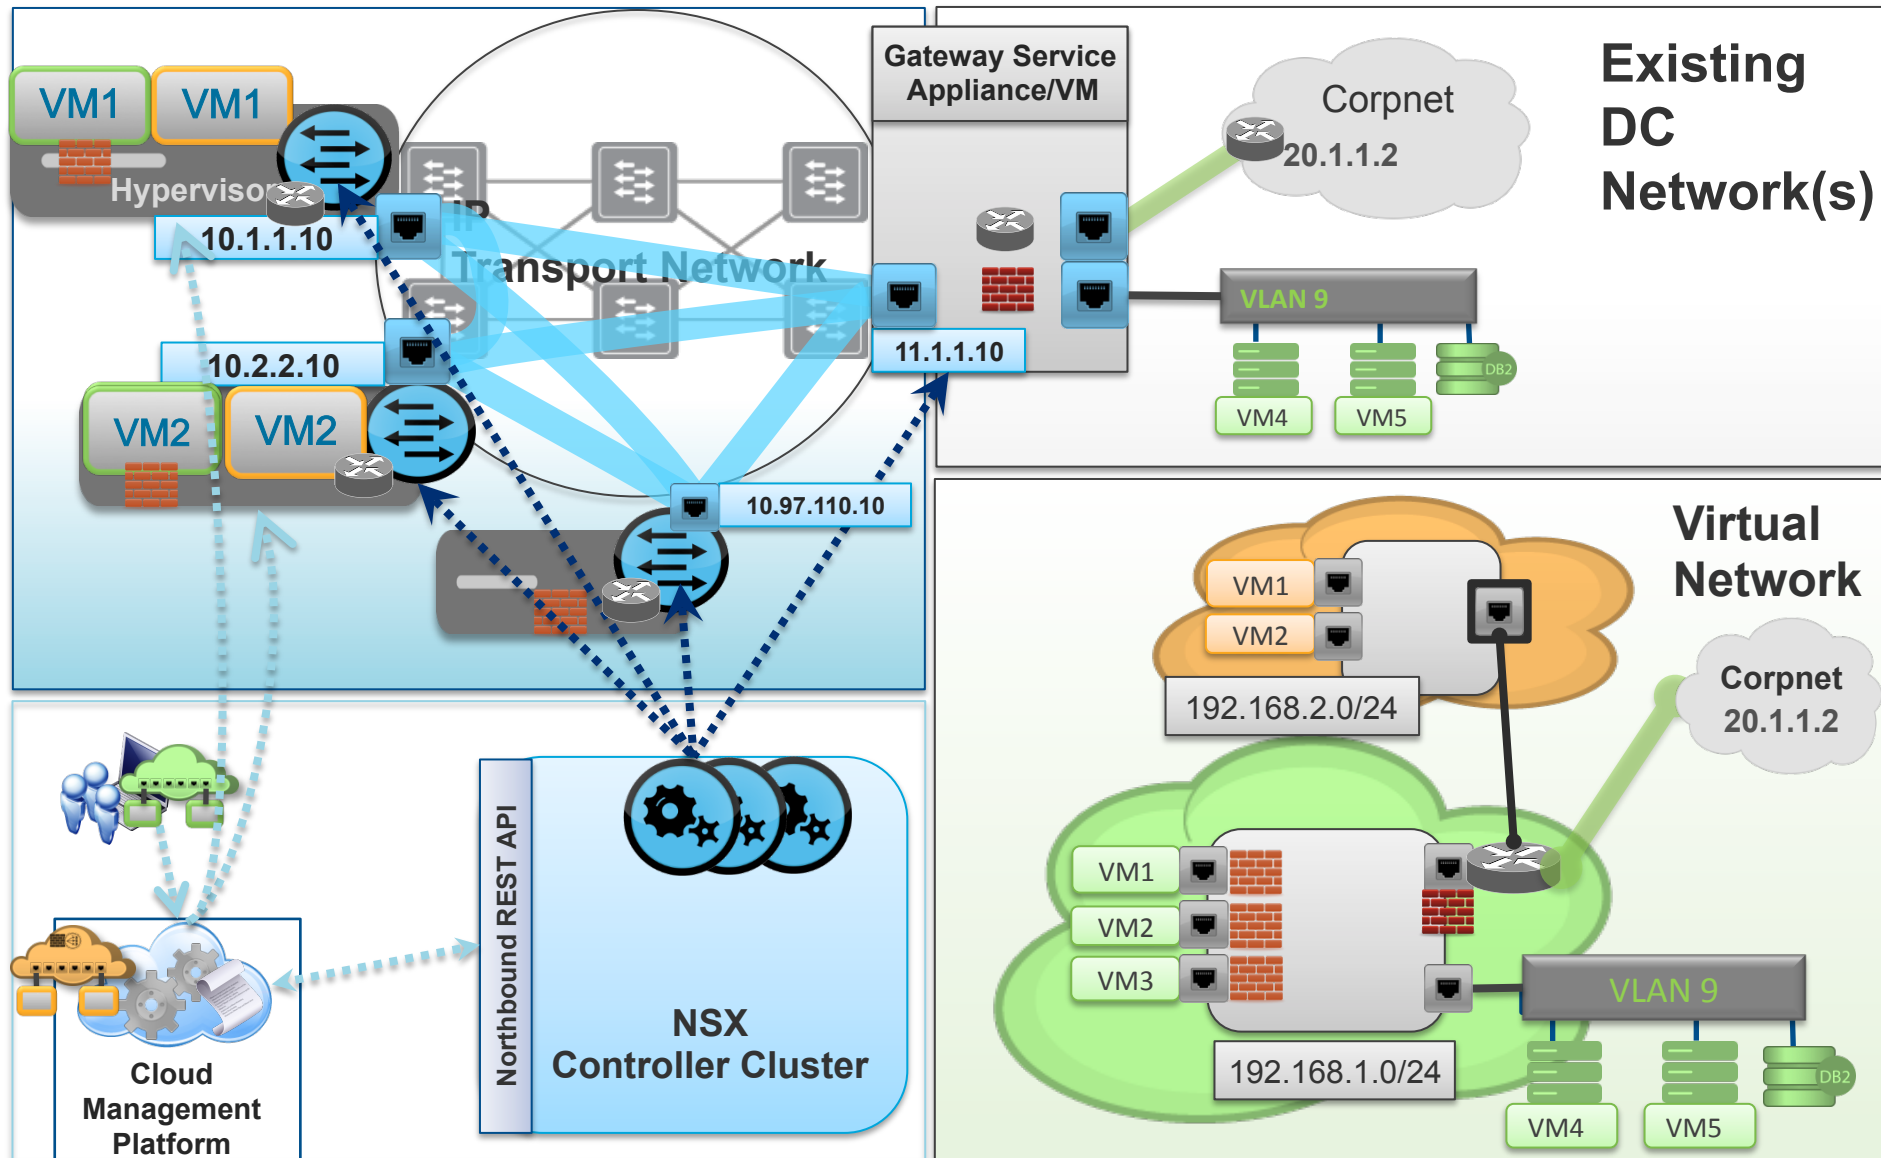 VM1
VM1
Hypervisor
10.1.1.10
IP
Transport Network
10.2.2.10
VM2
VM2
10.97.110.10
Gateway Service
Appliance/VM
11.1.1.10
Corpnet
20.1.1.2
Existing
DC
Network(s)
VLAN 9
DB2
VM4
VM5
Northbound REST API
NSX
Controller Cluster
Cloud
Management
Platform
Virtual
Network
VM1
VM2
192.168.2.0/24
Corpnet
20.1.1.2
VM1
VM2
VM3
192.168.1.0/24
VLAN 9
DB2
VM4
VM5